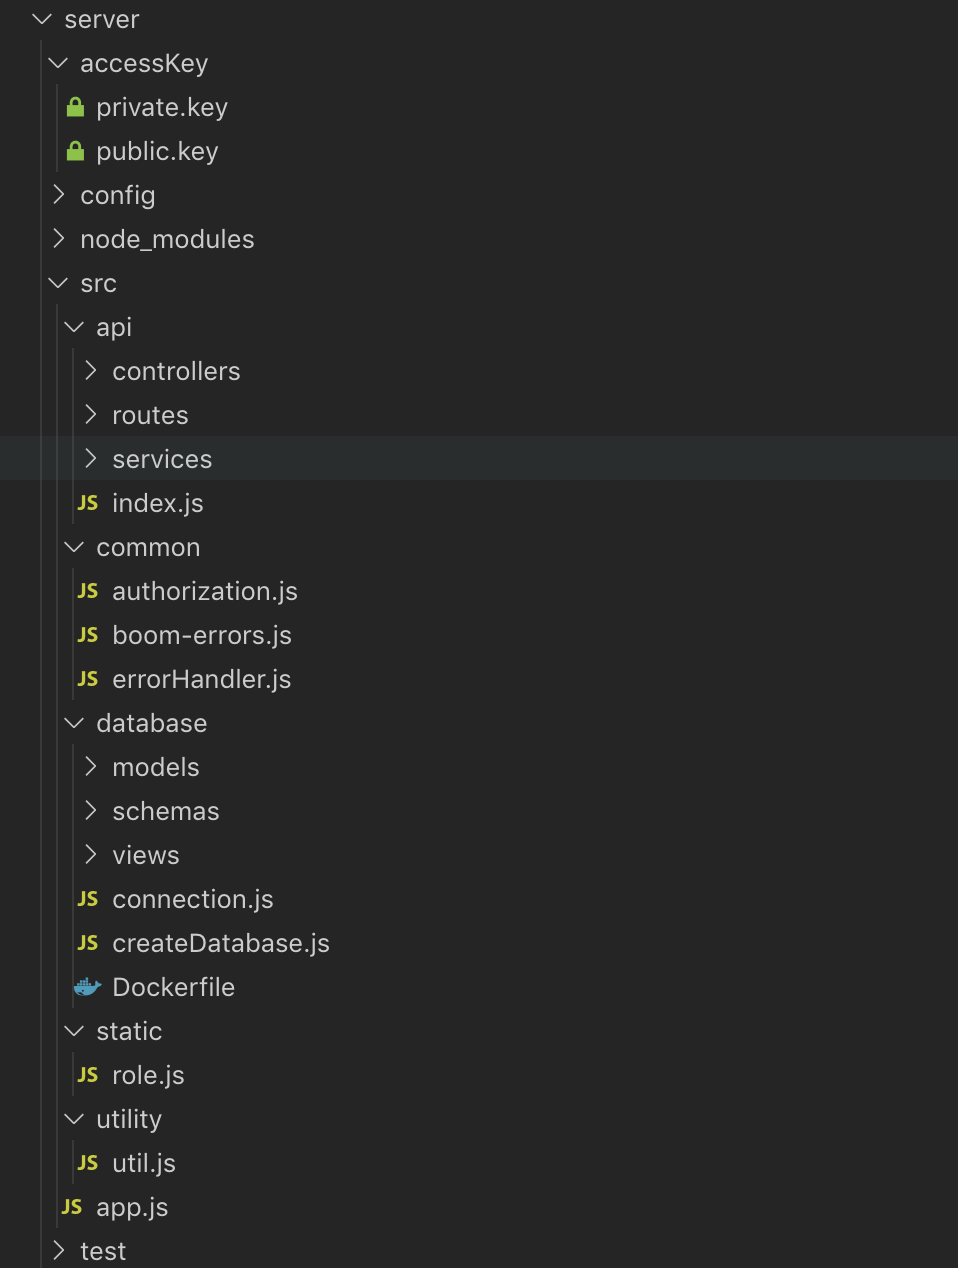 server
accessKey
private.key
public.key
config
node_modules
src
api
controllers
routes
services
JS index.js
common
JS authorization.js
JS boom-errors.js
JS errorHandler.js
database
models
schemas
views
JS connection.js
JS createDatabase.js
Dockerfile
static
JS role.js
utility
JS util.js
JS app.js
test